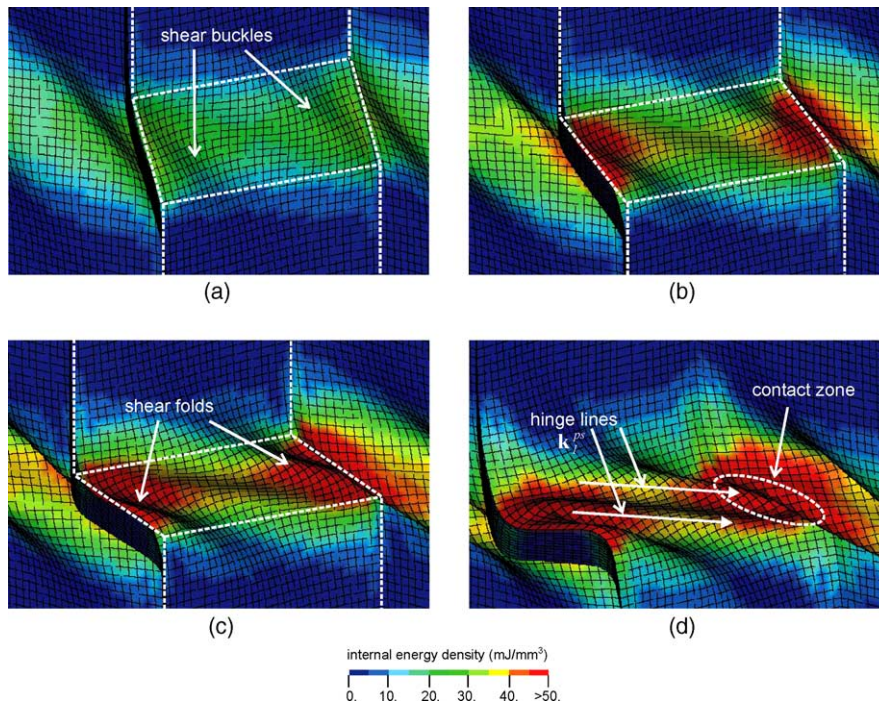 shear buckles
(a)
(b)
shear folds
(c)
hinge lines
k_j^ps
contact zone
(d)
internal energy density (mJ/mm³)
0. 10. 20. 30. 40. >50.